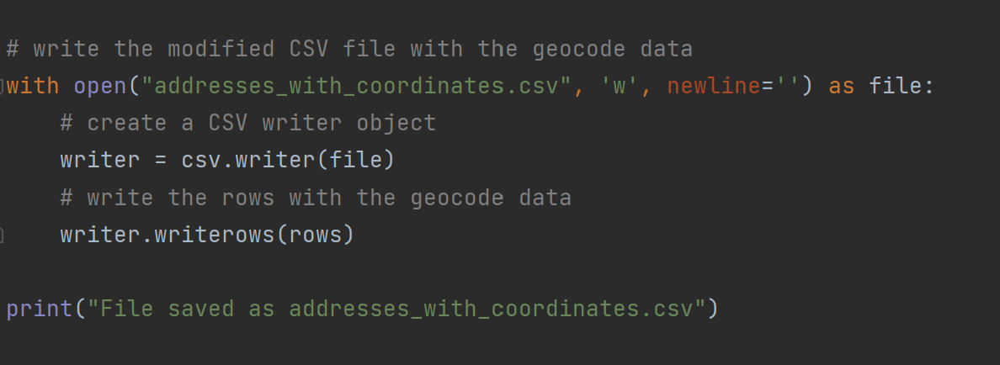 # write the modified CSV file with the geocode data
with open("addresses_with_coordinates.csv", 'w', newline='') as file:
    # create a CSV writer object
    writer = csv.writer(file)
    # write the rows with the geocode data
    writer.writerows(rows)

print("File saved as addresses_with_coordinates.csv")